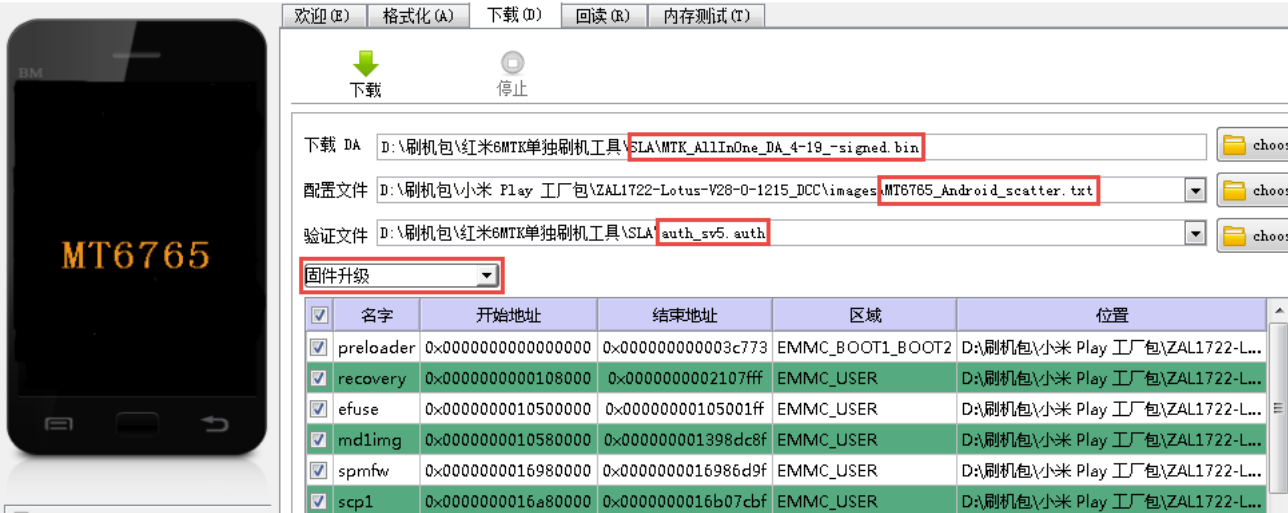 欢迎(E) 格式化(A) 下载(D) 回读(R) 内存测试(T)
BM
下载 停止
下载 DA D:\刷机包\红米6MTK单独刷机工具\SLA\MTK_AllInOne_DA_4-19_-signed.bin choos
配置文件 D:\刷机包\小米 Play 工厂包\ZAL1722-Lotus-V28-0-1215_DCC\images\MT6765_Android_scatter.txt choos
验证文件 D:\刷机包\红米6MTK单独刷机工具\SLA\auth_sv5.auth choos
MT6765
固件升级
名字 开始地址 结束地址 区域 位置
preloader 0x0000000000000000 0x000000000003c773 EMMC_BOOT1_BOOT2 D:\刷机包\小米 Play 工厂包\ZAL1722-L...
recovery 0x0000000000108000 0x0000000002107fff EMMC_USER D:\刷机包\小米 Play 工厂包\ZAL1722-L...
efuse 0x0000000010500000 0x00000000105001ff EMMC_USER D:\刷机包\小米 Play 工厂包\ZAL1722-L...
md1img 0x0000000010580000 0x000000001398dc8f EMMC_USER D:\刷机包\小米 Play 工厂包\ZAL1722-L...
spmfw 0x0000000016980000 0x0000000016986d9f EMMC_USER D:\刷机包\小米 Play 工厂包\ZAL1722-L...
scp1 0x0000000016a80000 0x0000000016b07cbf EMMC_USER D:\刷机包\小米 Play 工厂包\ZAL1722-L...